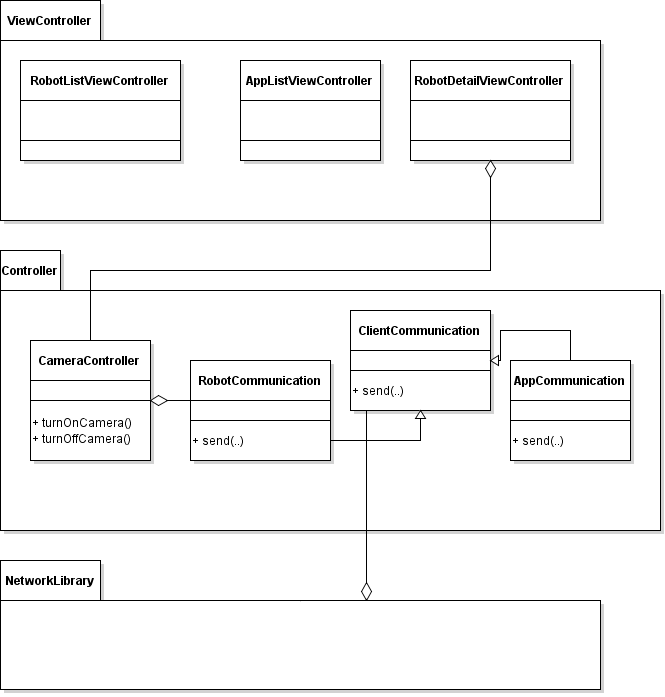 ViewController
RobotListViewController
AppListViewController
RobotDetailViewController
Controller
CameraController
+ turnOnCamera()
+ turnOffCamera()
RobotCommunication
+ send(..)
ClientCommunication
+ send(..)
AppCommunication
+ send(..)
NetworkLibrary